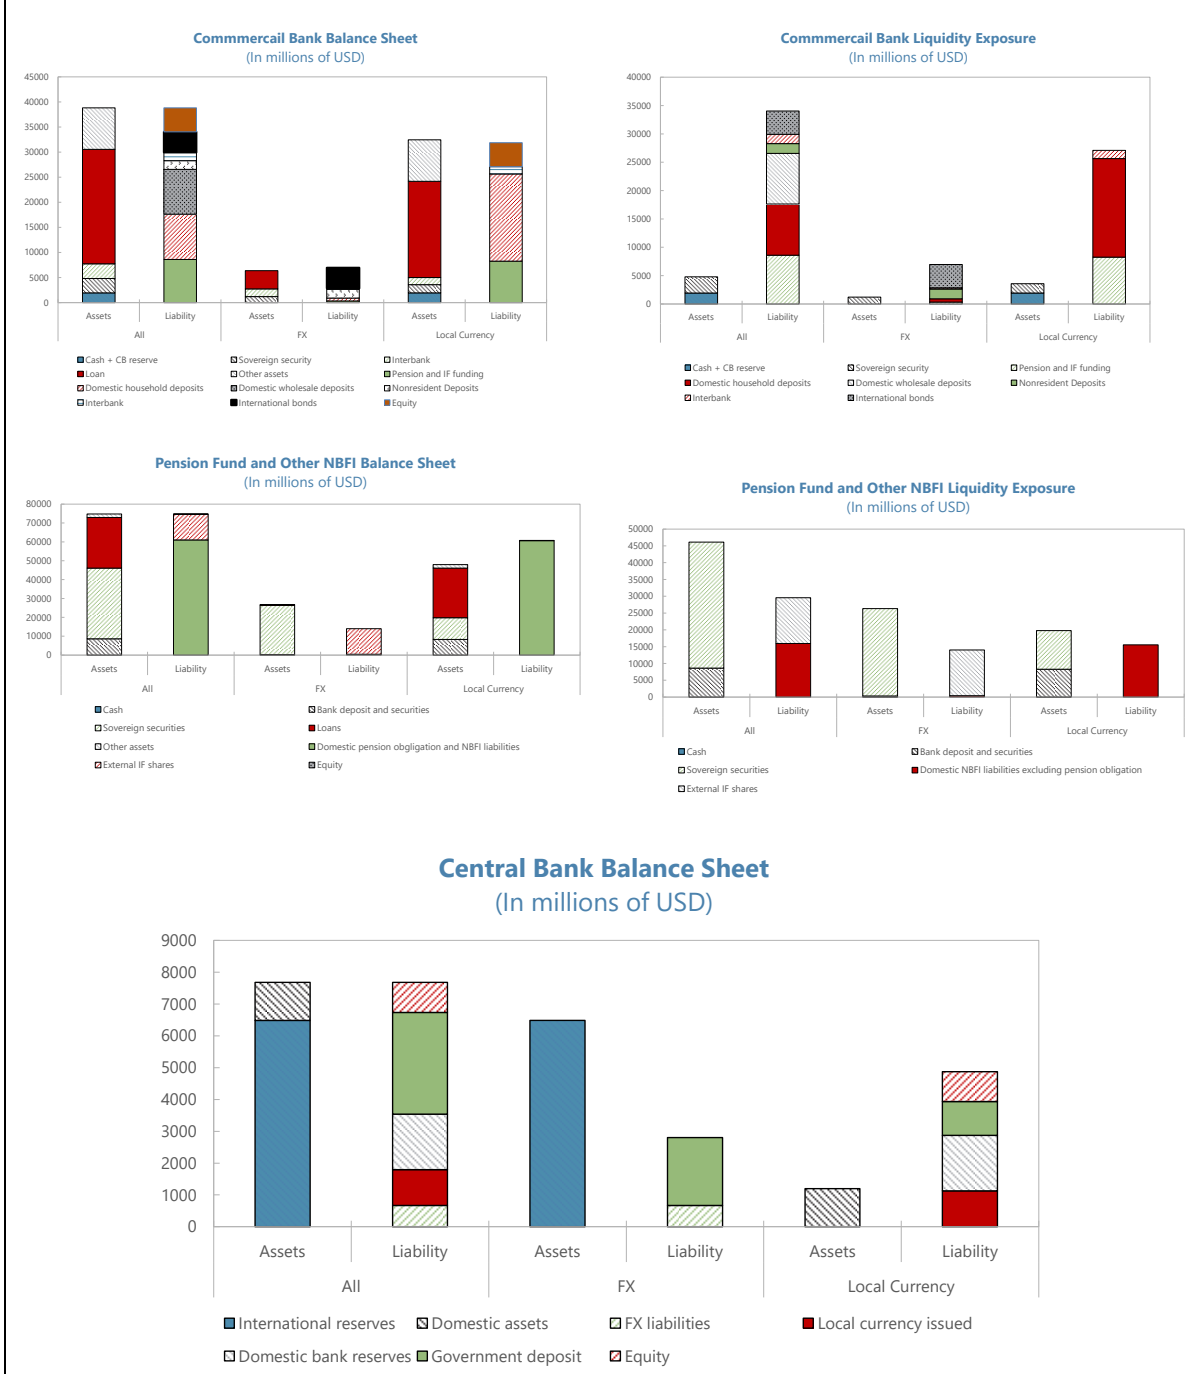 Commmercail Bank Balance Sheet
(In millions of USD)
45000
40000
35000
30000
25000
20000
15000
10000
5000
0
Assets Liability Assets Liability Assets Liability
All FX Local Currency
Cash + CB reserve Sovereign security Interbank
Loan Other assets Pension and IF funding
Domestic household deposits Domestic wholesale deposits Nonresident Deposits
Interbank International bonds Equity
Commmercail Bank Liquidity Exposure
(In millions of USD)
40000
35000
30000
25000
20000
15000
10000
5000
0
Assets Liability Assets Liability Assets Liability
All FX Local Currency
Cash + CB reserve Sovereign security Pension and IF funding
Domestic household deposits Domestic wholesale deposits Nonresident Deposits
Interbank International bonds
Pension Fund and Other NBFI Balance Sheet
(In millions of USD)
80000
70000
60000
50000
40000
30000
20000
10000
0
Assets Liability Assets Liability Assets Liability
All FX Local Currency
Cash Bank deposit and securities
Sovereign securities Loans
Other assets Domestic pension obgligation and NBFI liabilities
External IF shares Equity
Pension Fund and Other NBFI Liquidity Exposure
(In millions of USD)
50000
45000
40000
35000
30000
25000
20000
15000
10000
5000
0
Assets Liability Assets Liability Assets Liability
All FX Local Currency
Cash Bank deposit and securities
Sovereign securities Domestic NBFI liabilities excluding pension obligation
External IF shares
Central Bank Balance Sheet
(In millions of USD)
9000
8000
7000
6000
5000
4000
3000
2000
1000
0
Assets Liability Assets Liability Assets Liability
All FX Local Currency
International reserves Domestic assets FX liabilities Local currency issued
Domestic bank reserves Government deposit Equity